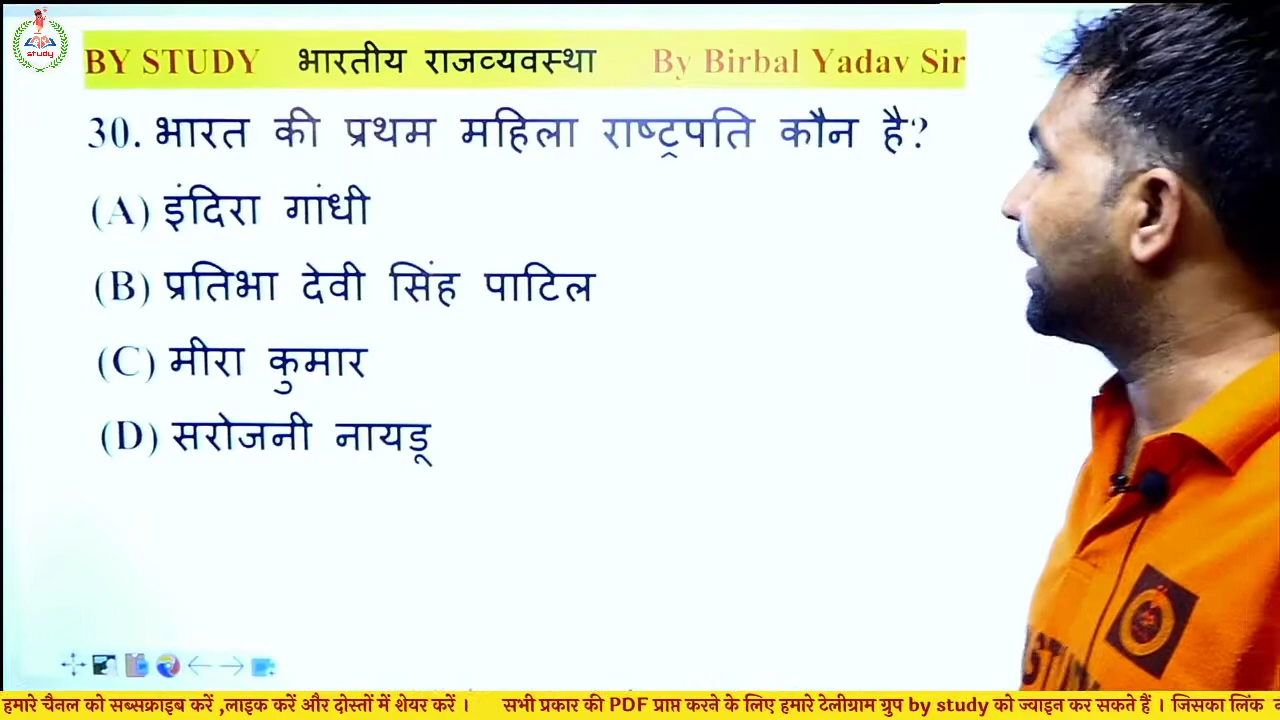 study
BY STUDY भारतीय राजव्यवस्था By Birbal Yadav Sir
30. भारत की प्रथम महिला राष्ट्रपति कौन है?
(A) इंदिरा गांधी
(B) प्रतिभा देवी सिंह पाटिल
(C) मीरा कुमार
(D) सरोजनी नायडू
हमारे चैनल को सब्सक्राइब करें ,लाइक करें और दोस्तों में शेयर करें । सभी प्रकार की PDF प्राप्त करने के लिए हमारे टेलीग्राम ग्रुप by study को ज्वाइन कर सकते हैं । जिसका लिंक